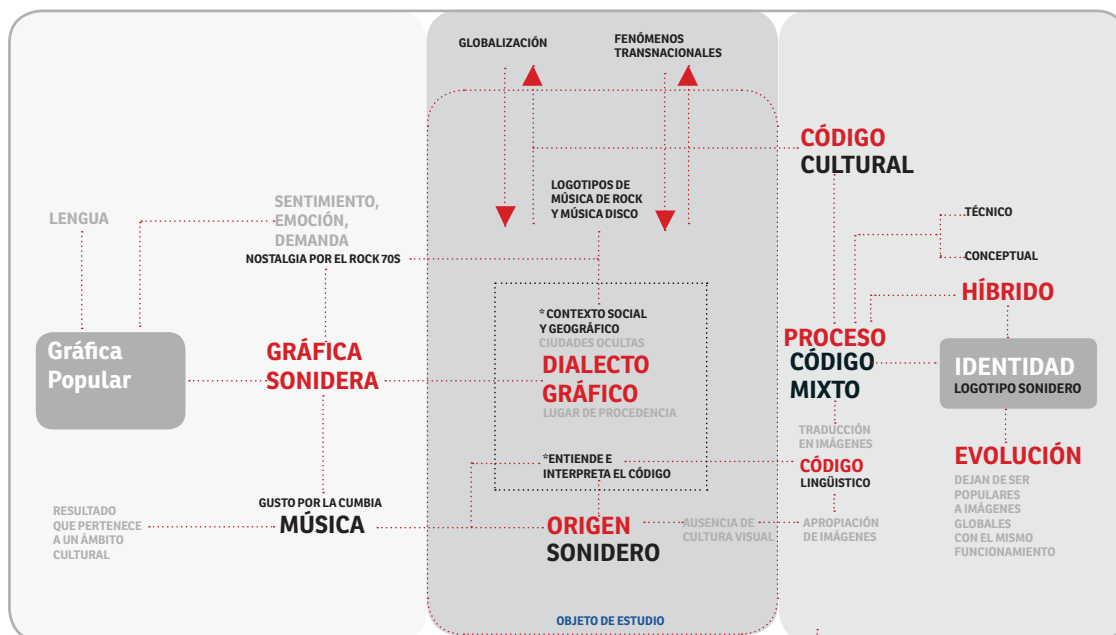 GLOBALIZACIÓN
FENÓMENOS
TRANSNACIONALES
CÓDIGO
CULTURAL
LOGOTIPOS DE
MÚSICA DE ROCK
Y MÚSICA DISCO
LENGUA
SENTIMIENTO,
EMOCIÓN,
DEMANDA
NOSTALGIA POR EL ROCK 70S
TÉCNICO
CONCEPTUAL
HÍBRIDO
* CONTEXTO SOCIAL
Y GEOGRÁFICO
CIUDADES OCULTAS
DIALECTO
GRÁFICO
LUGAR DE PROCEDENCIA
Gráfica
Popular
GRÁFICA
SONIDERA
PROCESO
CÓDIGO
MIXTO
IDENTIDAD
LOGOTIPO SONIDERO
TRADUCCIÓN
EN IMÁGENES
CÓDIGO
LINGÜISTICO
*ENTIENDE E
INTERPRETA EL CÓDIGO
EVOLUCIÓN
DEJAN DE SER
POPULARES
A IMÁGENES
GLOBALES
CON EL MISMO
FUNCIONAMIENTO
GUSTO POR LA CUMBIA
MÚSICA
RESULTADO
QUE PERTENECE
A UN ÁMBITO
CULTURAL
ORIGEN
SONIDERO
AUSENCIA DE
CULTURA VISUAL
APROPIACIÓN
DE IMÁGENES
OBJETO DE ESTUDIO